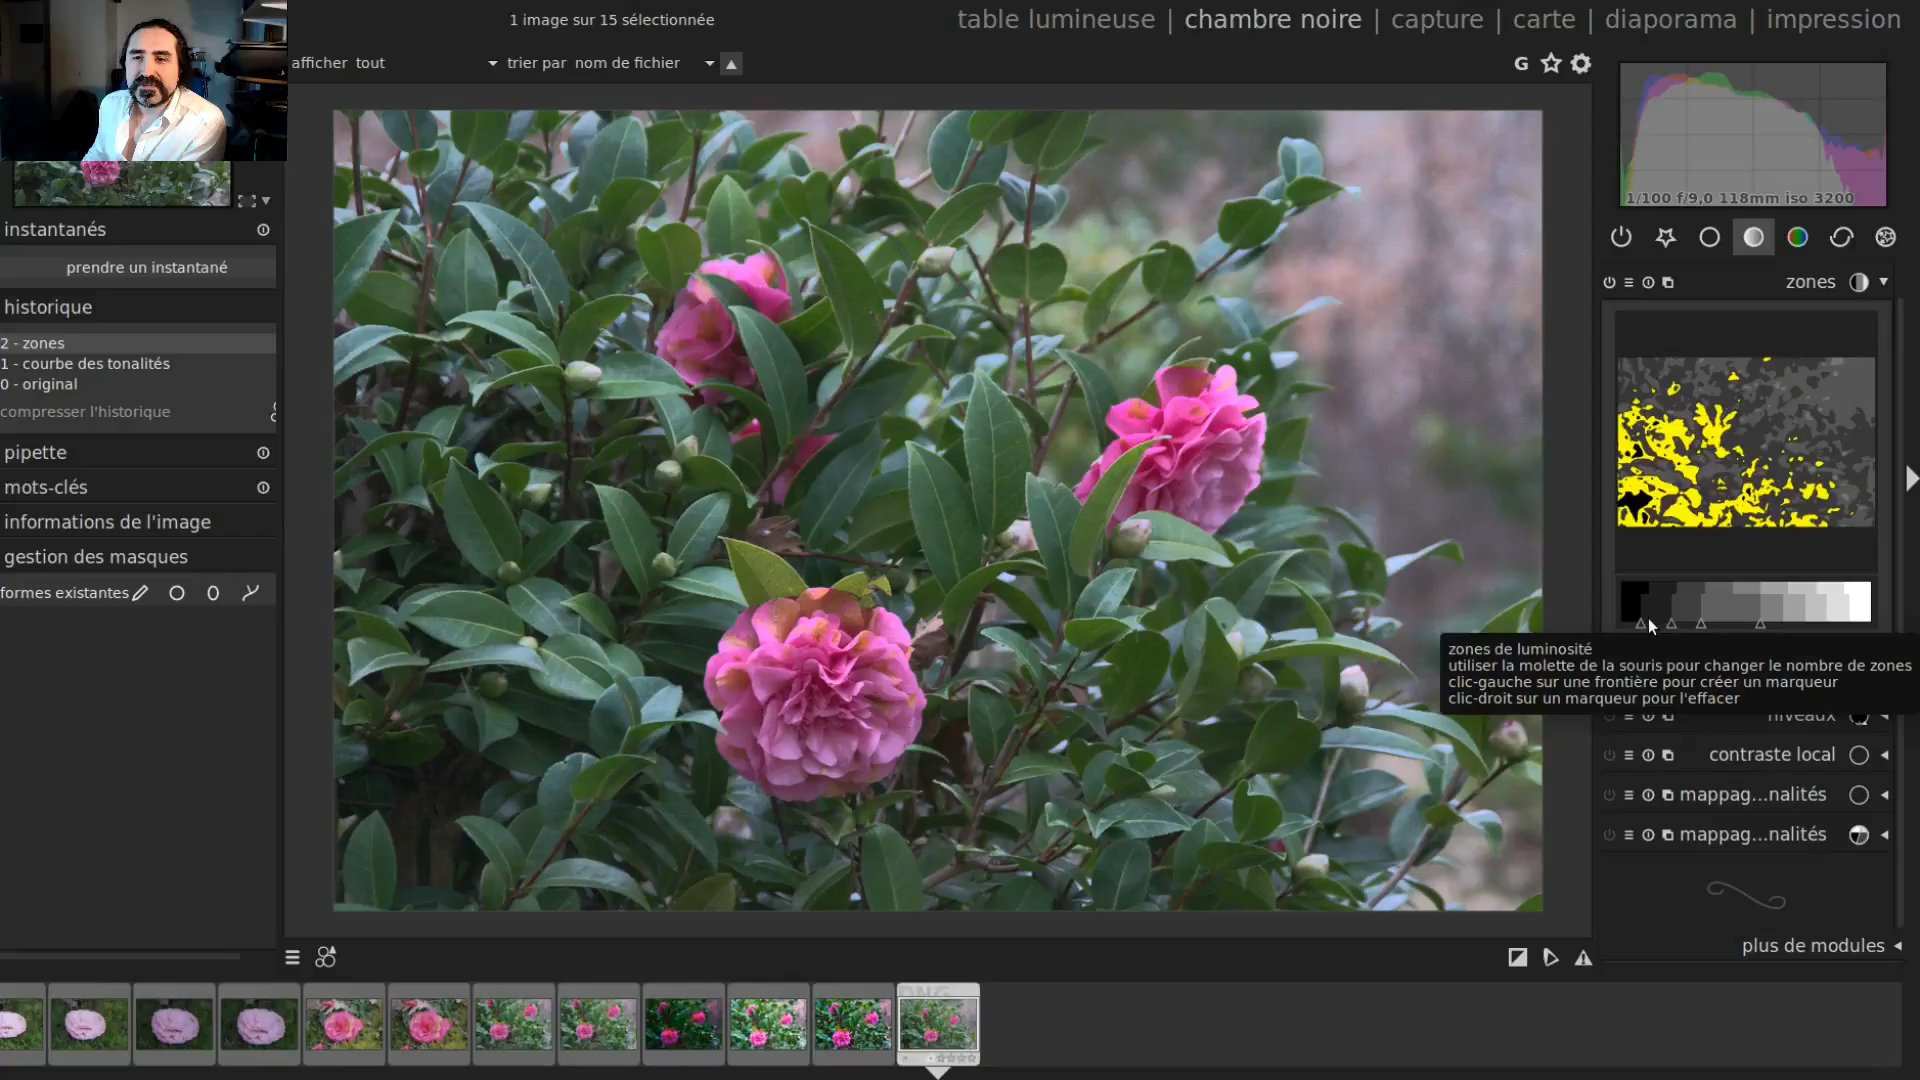 1 image sur 15 sélectionnée
table lumineuse | chambre noire | capture | carte | diaporama | impression
afficher tout
trier par nom de fichier
G
1/100 f/9,0 118mm iso 3200
instantanés
prendre un instantané
historique
2 - zones
1 - courbe des tonalités
0 - original
compresser l'historique
pipette
mots-clés
informations de l'image
gestion des masques
formes existantes
zones
zones de luminosité
utiliser la molette de la souris pour changer le nombre de zones
clic-gauche sur une frontière pour créer un marqueur
clic-droit sur un marqueur pour l'effacer
niveaux
contraste local
mappag...nalités
mappag...nalités
plus de modules
PNG